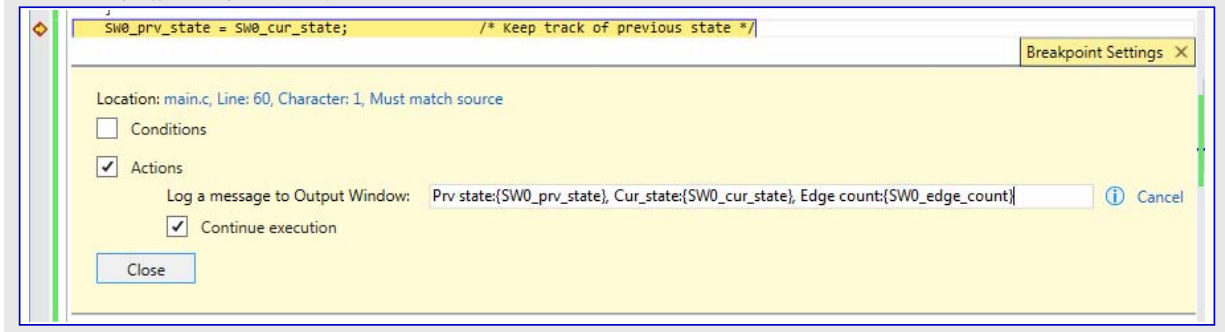 SW0_prv_state = SW0_cur_state; /* Keep track of previous state */
Breakpoint Settings
Location: main.c, Line: 60, Character: 1, Must match source
Conditions
Actions
Log a message to Output Window: Prv state:{SW0_prv_state}, Cur_state:{SW0_cur_state}, Edge count:{SW0_edge_count} Cancel
Continue execution
Close